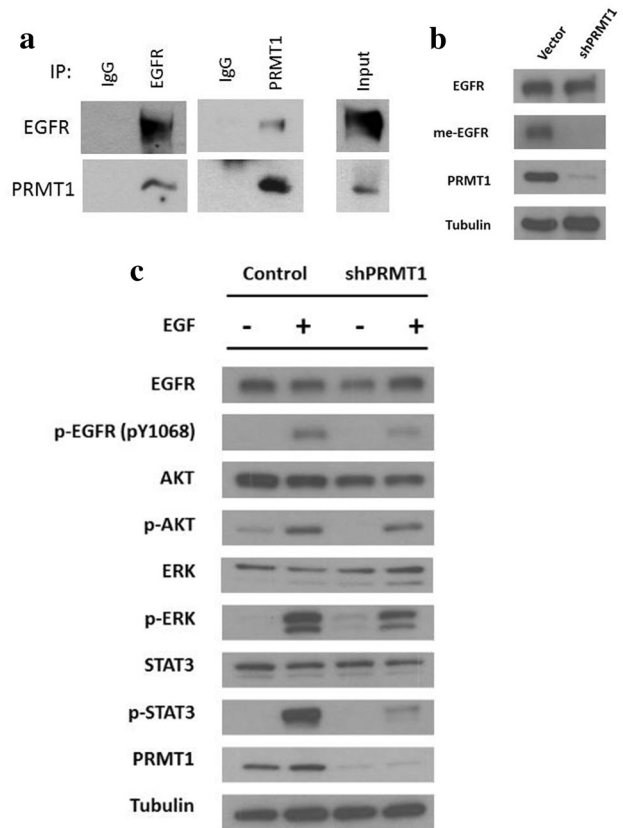 a
IP:
IgG
EGFR
IgG
PRMT1
Input
EGFR
PRMT1
b
Vector
shPRMT1
EGFR
me-EGFR
PRMT1
Tubulin
c
Control shPRMT1
EGF - + - +
EGFR
p-EGFR (pY1068)
AKT
p-AKT
ERK
p-ERK
STAT3
p-STAT3
PRMT1
Tubulin